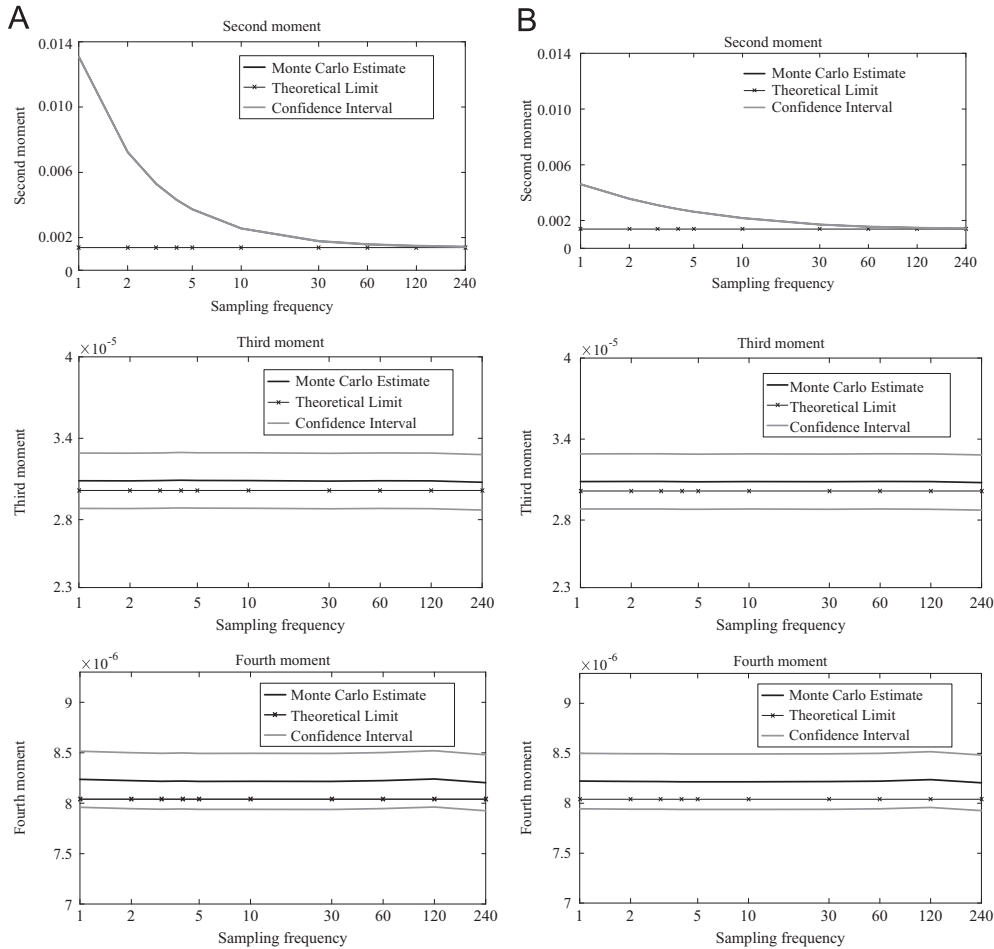 A
Second moment
0.014
0.010
0.006
0.002
0
Second moment
Monte Carlo Estimate
Theoretical Limit
Confidence Interval
1 2 5 10 30 60 120 240
Sampling frequency
B
Second moment
0.014
0.010
0.006
0.002
0
Secomd moment
Monte Carlo Estimate
Theoretical Limit
Confidence Interval
1 2 5 10 30 60 120 240
Sampling frequency
Third moment
×10-5
4
3.4
2.8
2.3
Third moment
Monte Carlo Estimate
Theoretical Limit
Confidence Interval
1 2 5 10 30 60 120 240
Sampling frequency
Third moment
×10-5
4
3.4
2.8
2.3
Third moment
Monte Carlo Estimate
Theoretical Limit
Confidence Interval
1 2 5 10 30 60 120 240
Sampling frequency
Fourth moment
×10-6
9
8.5
8
7.5
7
Fourth moment
Monte Carlo Estimate
Theoretical Limit
Confidence Interval
1 2 5 10 30 60 120 240
Sampling frequency
Fourth moment
×10-6
9
8.5
8
7.5
7
Fourth moment
Monte Carlo Estimate
Theoretical Limit
Confidence Interval
1 2 5 10 30 60 120 240
Sampling frequency